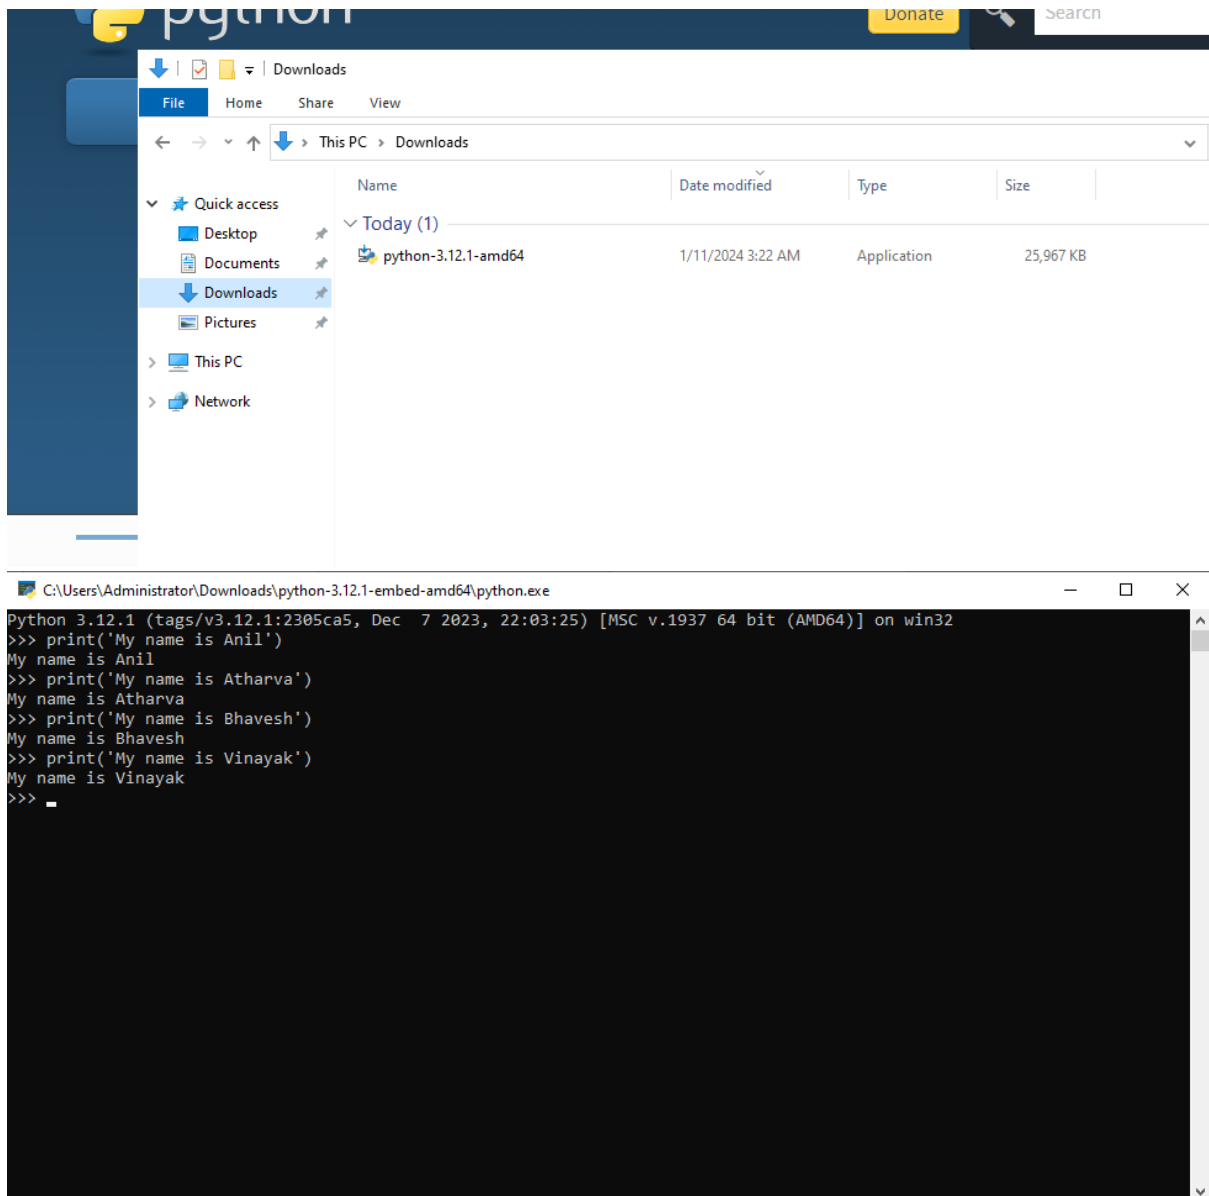 python
Donate
Search
Downloads
File Home Share View
This PC > Downloads
Name Date modified Type Size
Quick access
Today (1)
Desktop
python-3.12.1-amd64 1/11/2024 3:22 AM Application 25,967 KB
Documents
Downloads
Pictures
This PC
Network
C:\Users\Administrator\Downloads\python-3.12.1-embed-amd64\python.exe
Python 3.12.1 (tags/v3.12.1:2305ca5, Dec  7 2023, 22:03:25) [MSC v.1937 64 bit (AMD64)] on win32
>>> print('My name is Anil')
My name is Anil
>>> print('My name is Atharva')
My name is Atharva
>>> print('My name is Bhavesh')
My name is Bhavesh
>>> print('My name is Vinayak')
My name is Vinayak
>>>